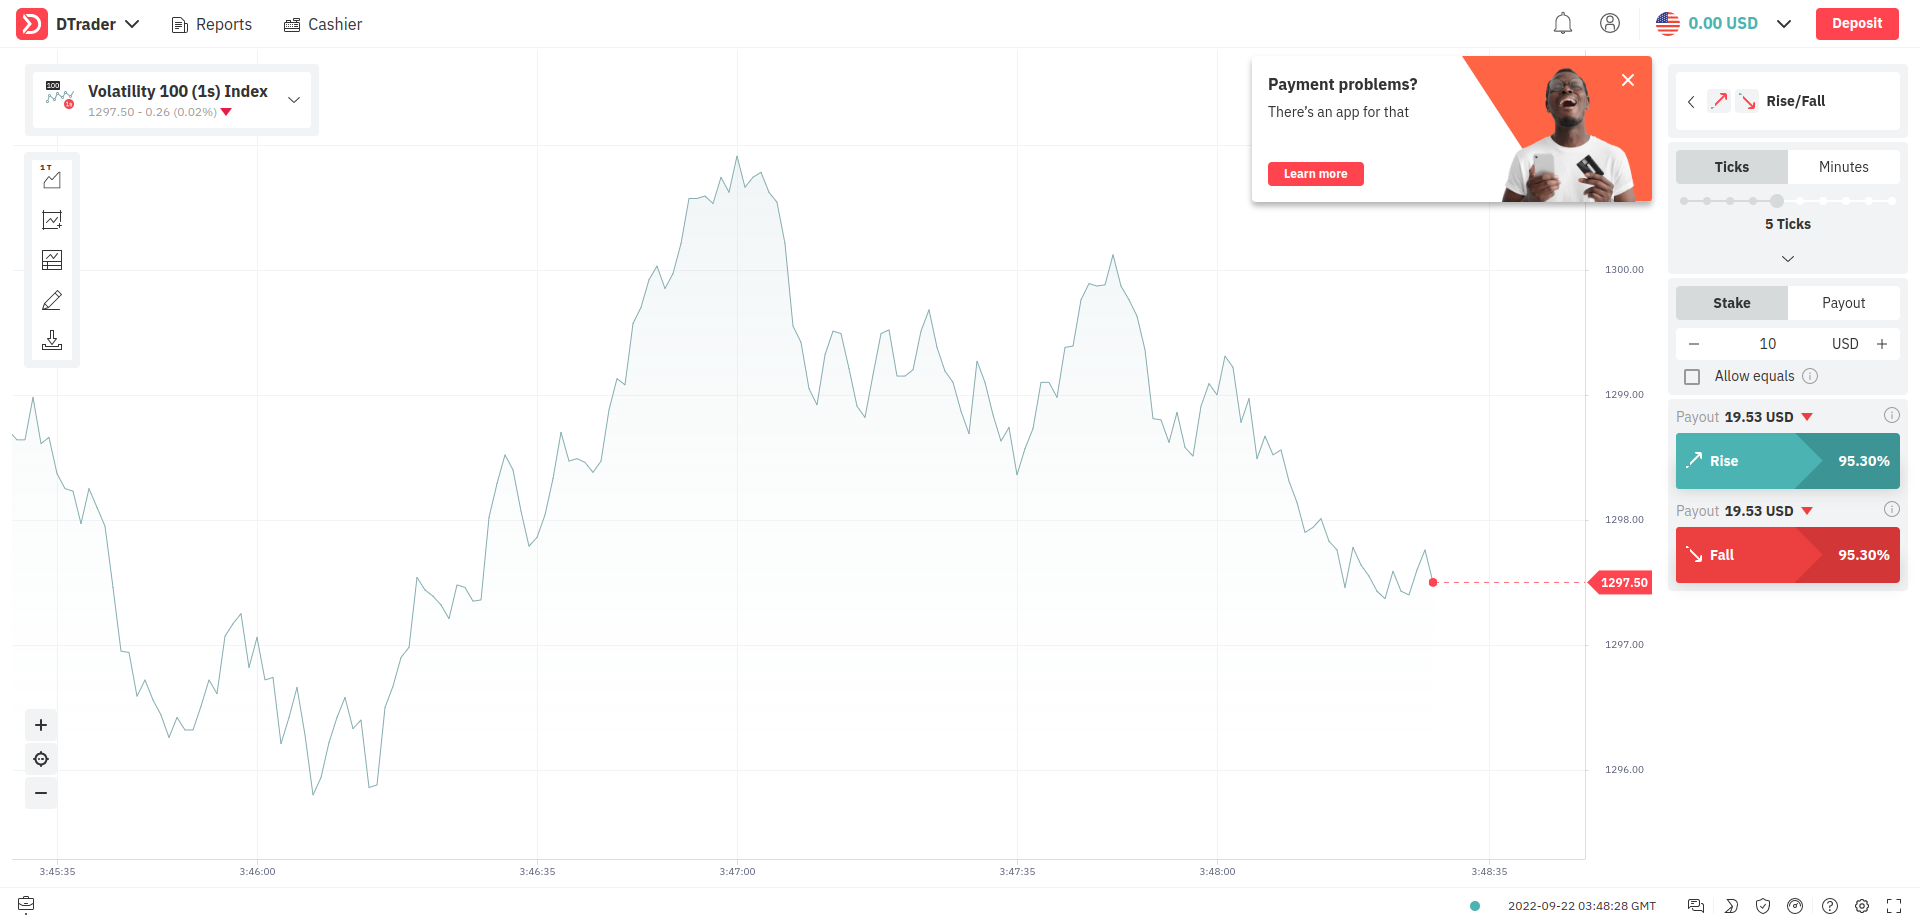 DTrader
Reports
Cashier
0.00 USD
Deposit
100
1s
Volatility 100 (1s) Index
1297.50 - 0.26 (0.02%)
1 T
Payment problems?
There's an app for that
Learn more
Rise/Fall
Ticks
Minutes
5 Ticks
Stake
Payout
10
USD
Allow equals
Payout 19.53 USD
Rise
95.30%
Payout 19.53 USD
Fall
95.30%
1300.00
1299.00
1298.00
1297.50
1297.00
1296.00
3:45:35
3:46:00
3:46:35
3:47:00
3:47:35
3:48:00
3:48:35
2022-09-22 03:48:28 GMT